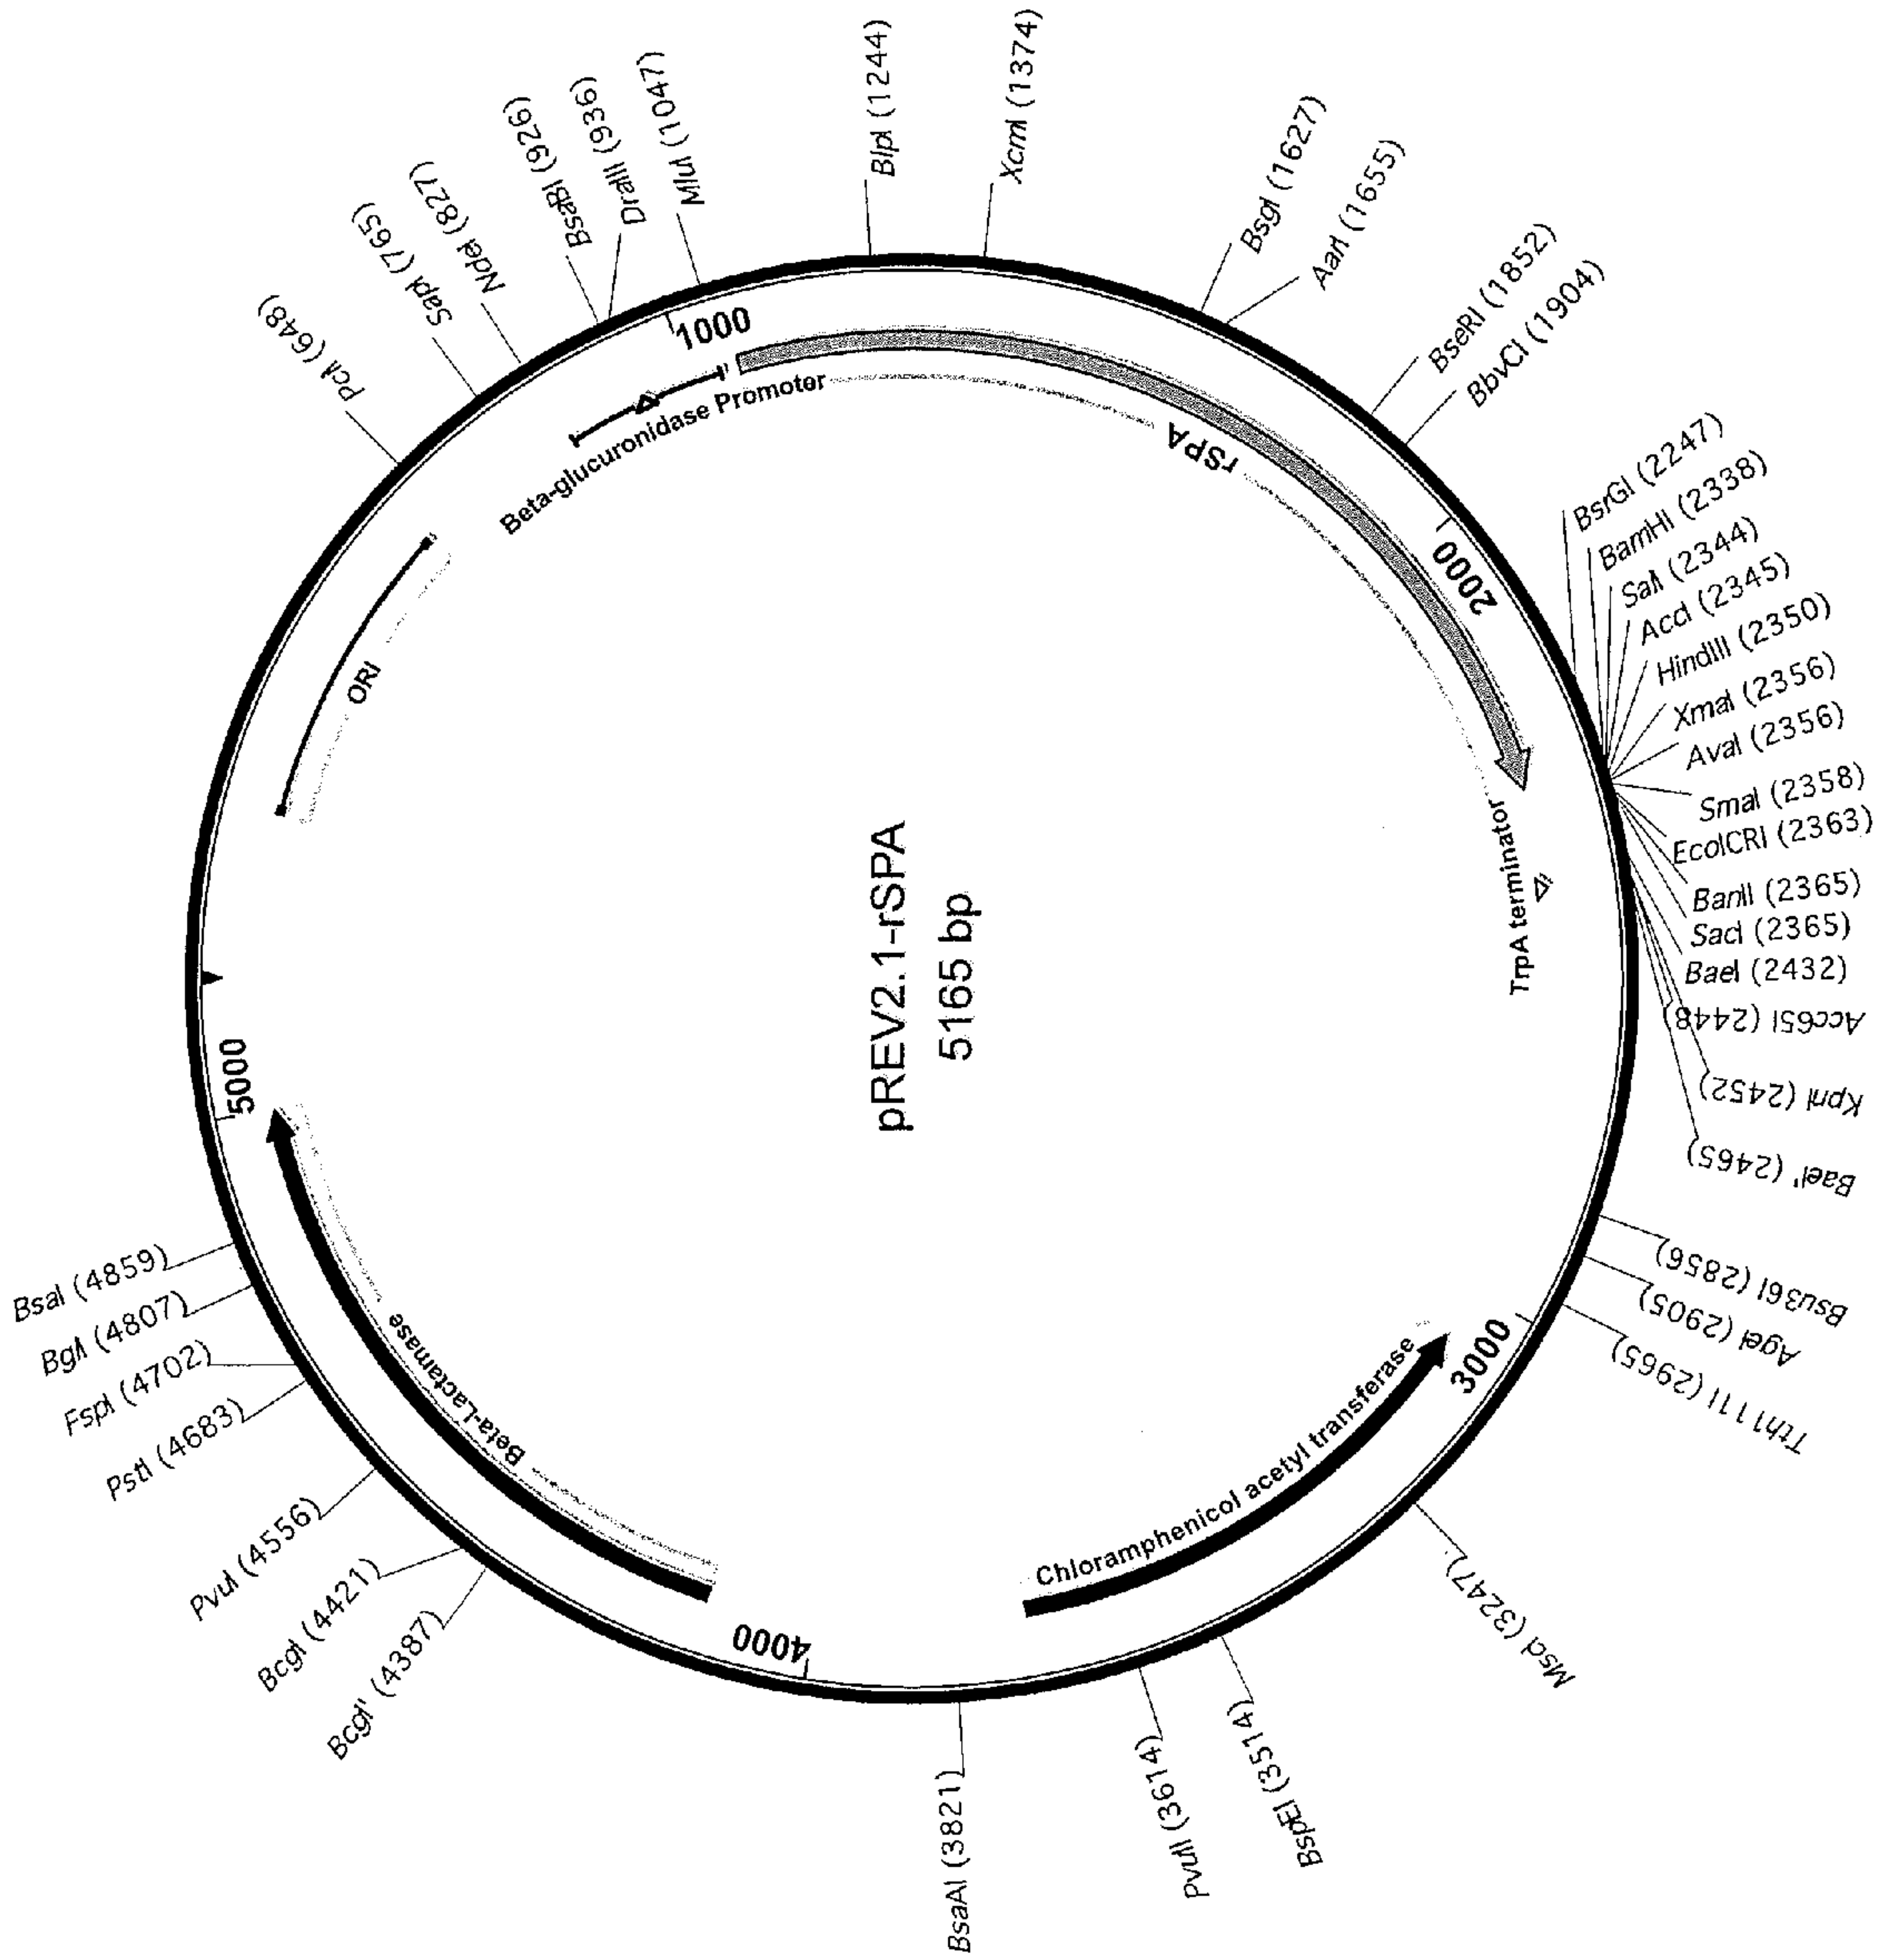 pREV2.1-rSPA
5165 bp
PciI (648)
SapI (765)
NdeI (827)
BsaBI (926)
DraIII (936)
MluI (1047)
BlpI (1244)
XcmI (1374)
BsgI (1627)
AarI (1655)
BseRI (1852)
BbvCI (1904)
BsrGI (2247)
BamHI (2338)
SalI (2344)
AccI (2345)
HindIII (2350)
XmaI (2356)
AvaI (2356)
SmaI (2358)
EcoICRI (2363)
BanII (2365)
SacI (2365)
BaeI (2432)
Acc65I (2448)
KpnI (2452)
BaeI' (2465)
Bsu36I (2856)
AgeI (2905)
Tth111I (2965)
MscI (3247)
BspEI (3514)
PvuII (3614)
BsaAI (3821)
BcgI' (4387)
BcgI (4421)
PvuI (4556)
PstI (4683)
FspI (4702)
BglI (4807)
BsaI (4859)
1000
2000
3000
4000
5000
Beta-glucuronidase Promoter
rSPA
TrpA terminator
Chloramphenicol acetyl transferase
Beta-Lactamase
ORI